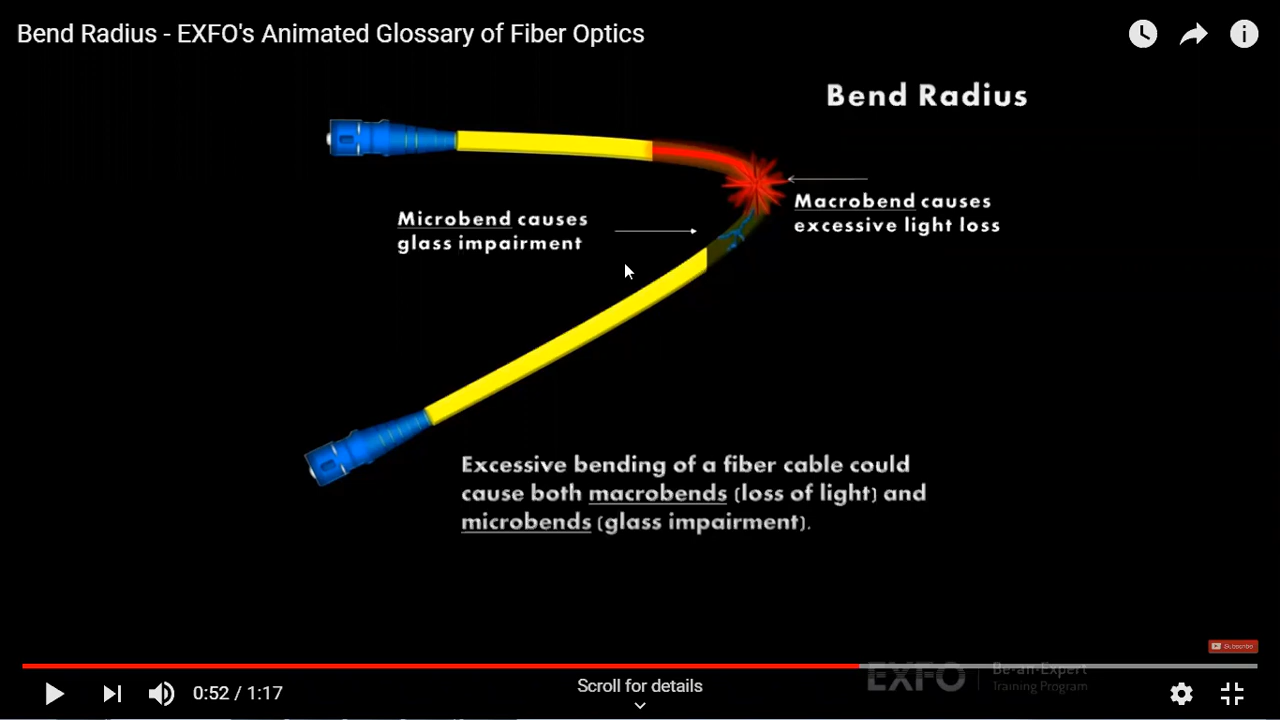 Bend Radius - EXFO's Animated Glossary of Fiber Optics
Bend Radius
Macrobend causes
excessive light loss
Microbend causes
glass impairment
Excessive bending of a fiber cable could
cause both macrobends (loss of light) and
microbends (glass impairment).
Subscribe
EXFO
Be-an-Expert
Training Program
0:52 / 1:17
Scroll for details